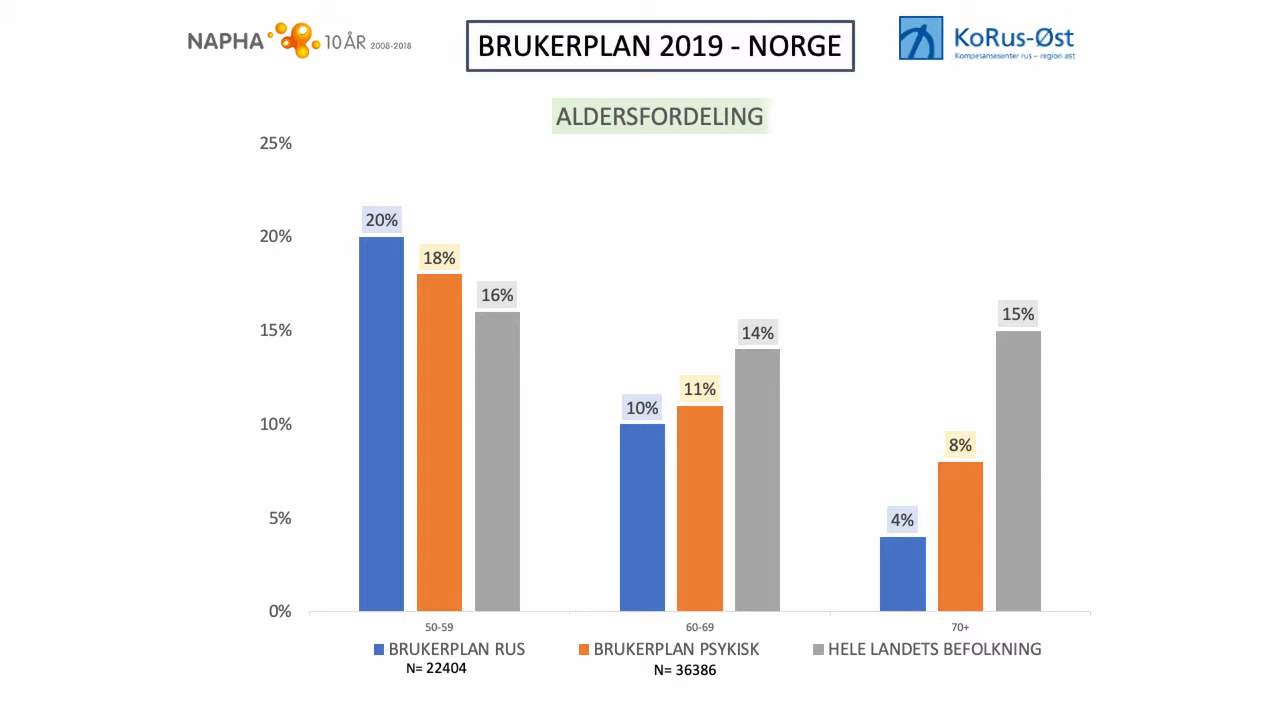 NAPHA 10 ÅR 2008-2018
BRUKERPLAN 2019 - NORGE
KoRus-Øst
Kompetansesenter rus – region øst
ALDERSFORDELING
25%
20%
15%
10%
5%
0%
20%
18%
16%
10%
11%
14%
4%
8%
15%
50-59
60-69
70+
BRUKERPLAN RUS
N= 22404
BRUKERPLAN PSYKISK
N= 36386
HELE LANDETS BEFOLKNING